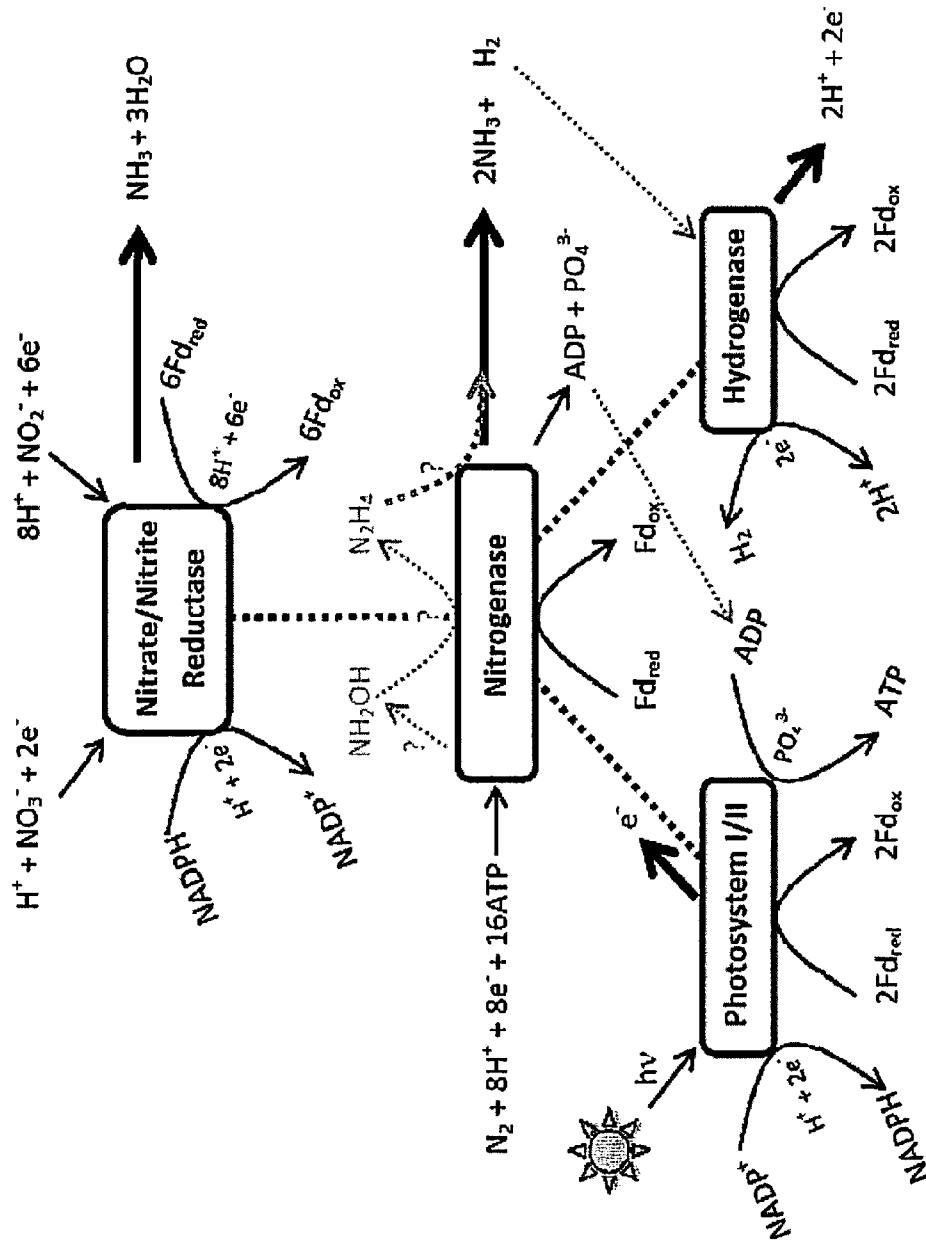 H⁺ + NO₃⁻ + 2e⁻
8H⁺ + NO₂⁻ + 6e⁻
Nitrate/Nitrite
Reductase
NH₃ + 3H₂O
NADPH
H⁺ + 2e⁻
NADP⁺
6Fd_red
8H⁺ + 6e⁻
6Fd_ox
?
NH₂OH
?
N₂H₄
?
N₂ + 8H⁺ + 8e⁻ + 16ATP
Nitrogenase
2NH₃ + H₂
Fd_red
Fd_ox
ADP + PO₄³⁻
hν
e⁻
Photosystem I/II
NADP⁺
H⁺ + 2e⁻
NADPH
2Fd_red
2Fd_ox
ADP
PO₂³⁻
ATP
Hydrogenase
H₂
2e⁻
2H⁺
2Fd_red
2Fd_ox
2H⁺ + 2e⁻